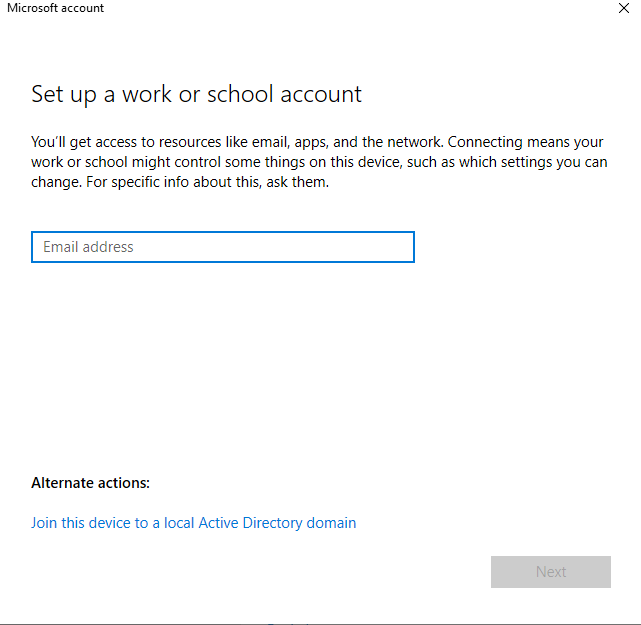 Microsoft account
Set up a work or school account
You’ll get access to resources like email, apps, and the network. Connecting means your
work or school might control some things on this device, such as which settings you can
change. For specific info about this, ask them.
Email address
Alternate actions:
Join this device to a local Active Directory domain
Next